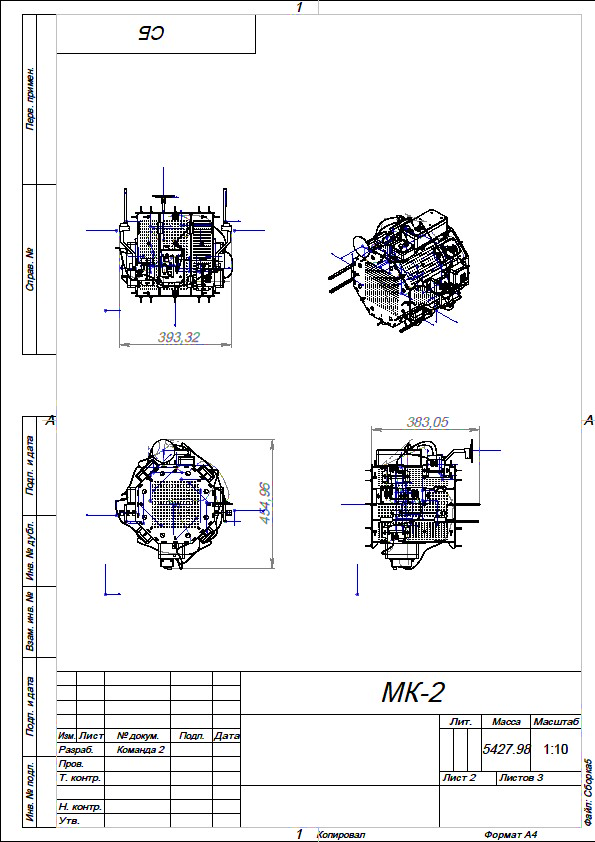 1
СБ
Перв. примен.
Справ. №
393,32
А
А
383,05
454,96
Подп. и дата
Инв. № дубл.
Взам. инв. №
Подп. и дата
Инв. № подл.
МК-2
Лит. Масса Масштаб
5427.98 1:10
Изм. Лист № докум. Подп. Дата
Разраб. Команда 2
Пров.
Т. контр.
Лист 2 Листов 3
Н. контр.
Утв.
Файл: Сборка5
1 Копировал Формат А4